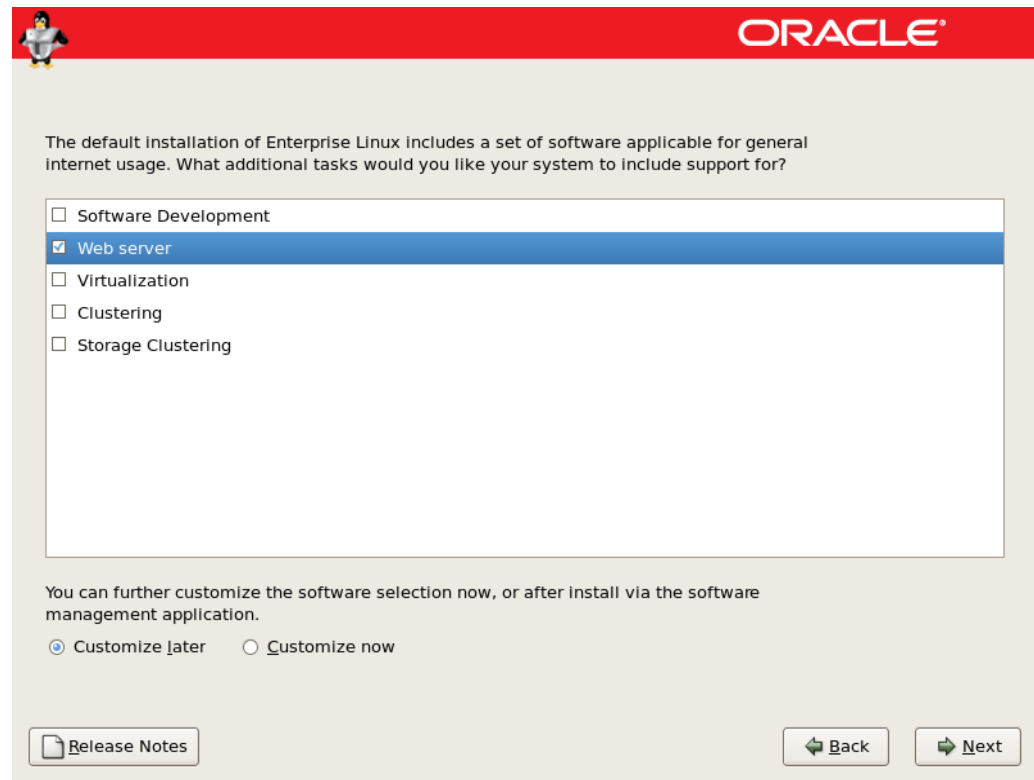 ORACLE®
The default installation of Enterprise Linux includes a set of software applicable for general
internet usage. What additional tasks would you like your system to include support for?
Software Development
Web server
Virtualization
Clustering
Storage Clustering
You can further customize the software selection now, or after install via the software
management application.
Customize later Customize now
Release Notes Back Next